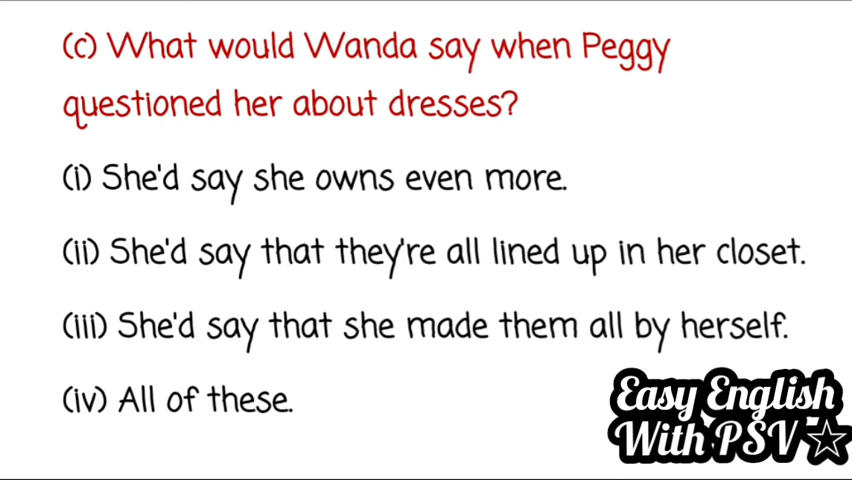 (c) What would Wanda say when Peggy
questioned her about dresses?
(i) She'd say she owns even more.
(ii) She'd say that they're all lined up in her closet.
(iii) She'd say that she made them all by herself.
(iv) All of these.
Easy English
With PSV